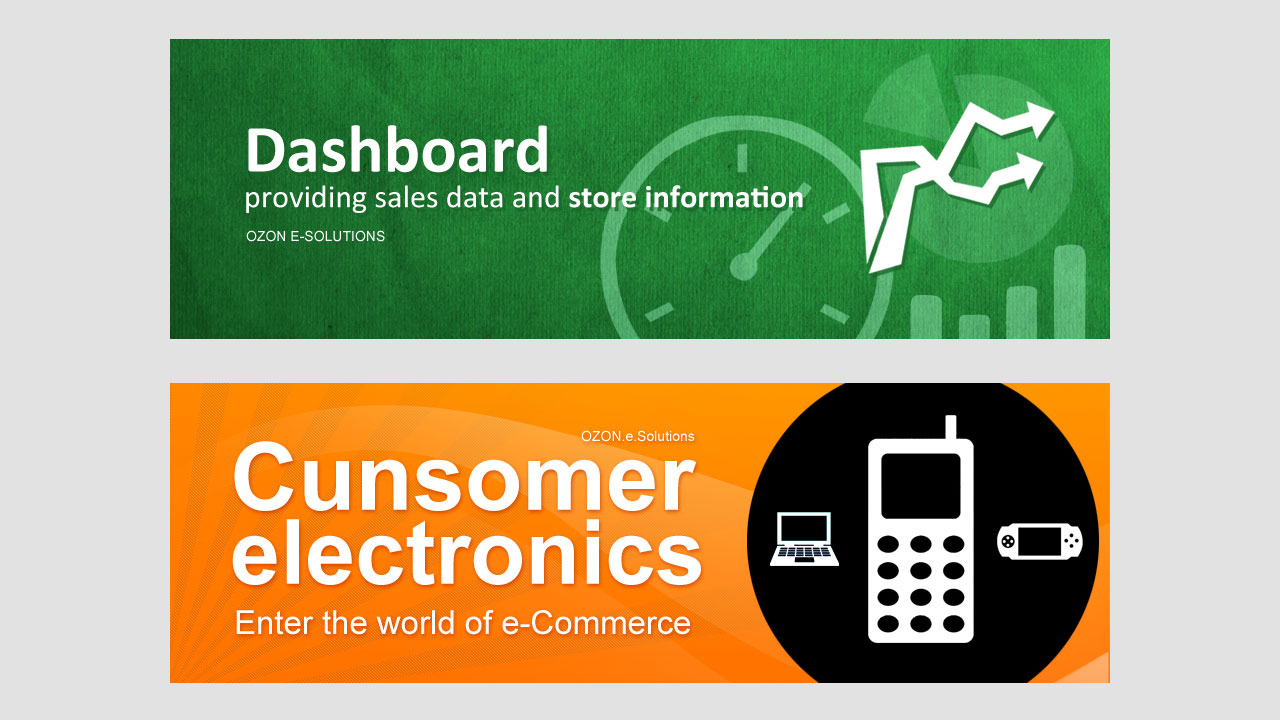 Dashboard
providing sales data and store information
OZON E-SOLUTIONS
OZON.e.Solutions
Cunsomer
electronics
Enter the world of e-Commerce